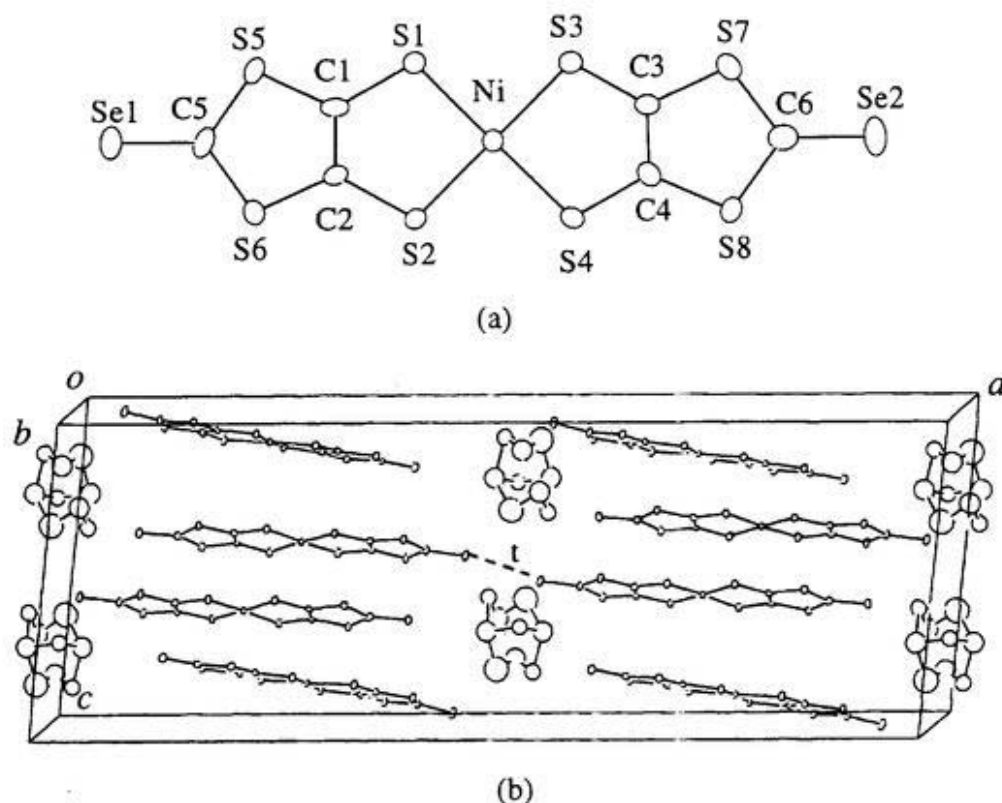 S5 S1 S3 S7
C1 Ni C3
Se1 C5 C6 Se2
C2 C4
S6 S2 S4 S8
(a)
o a
b
t
c
(b)